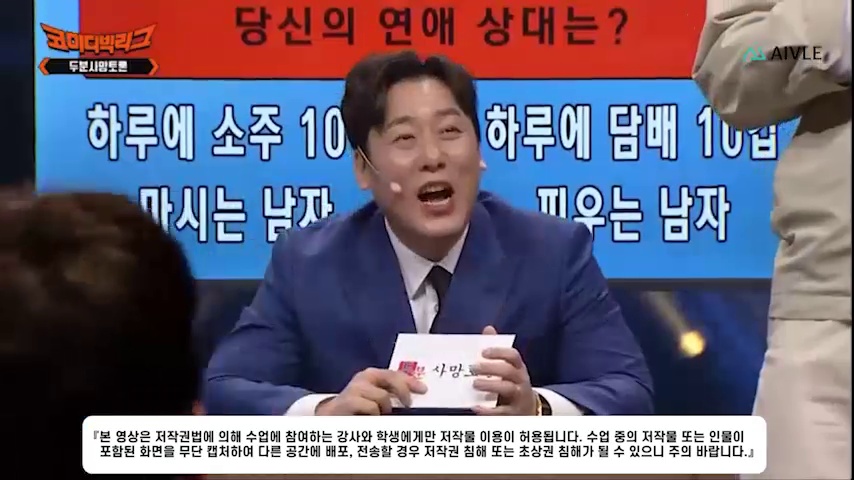 코미디빅리그
두분사망토론
AIVLE
당신의 연애 상대는?
하루에 소주 10
마시는 남자
하루에 담배 10갑
피우는 남자
사망토
『본 영상은 저작권법에 의해 수업에 참여하는 강사와 학생에게만 저작물 이용이 허용됩니다. 수업 중의 저작물 또는 인물이
포함된 화면을 무단 캡처하여 다른 공간에 배포, 전송할 경우 저작권 침해 또는 초상권 침해가 될 수 있으니 주의 바랍니다.』